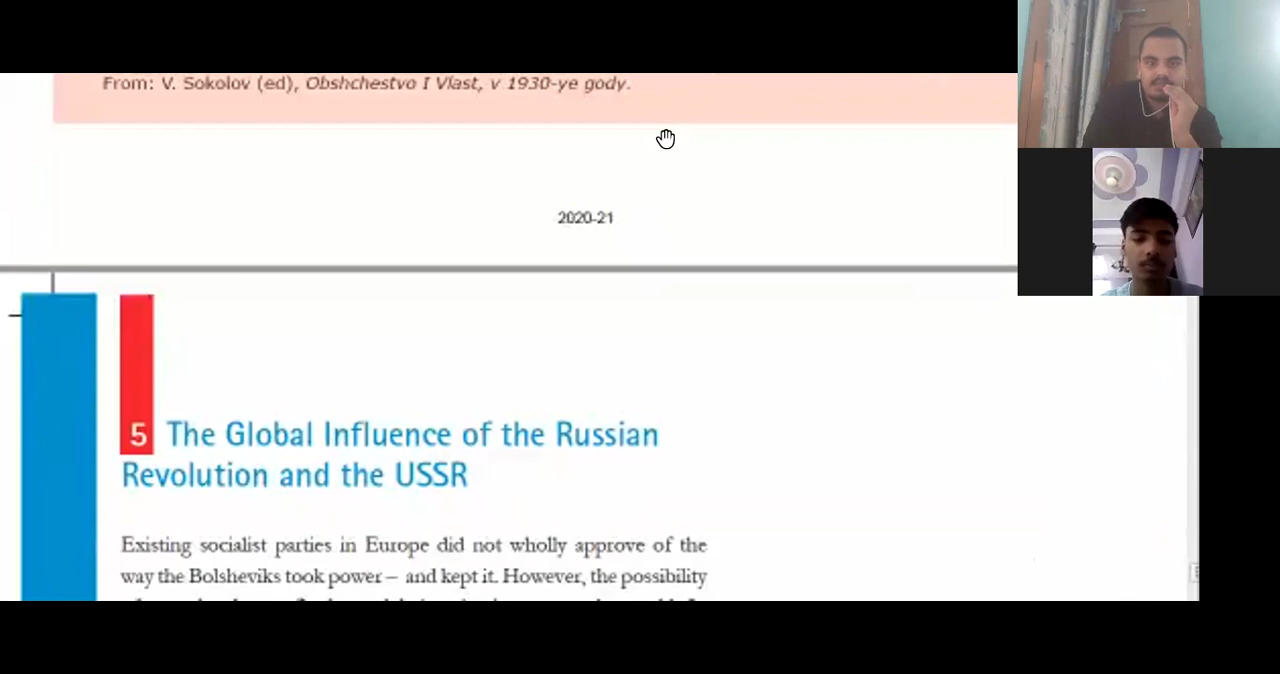 From: V. Sokolov (ed), Obshchestvo I Vlast, v 1930-ye gody.
2020-21
5 The Global Influence of the Russian
Revolution and the USSR
Existing socialist parties in Europe did not wholly approve of the
way the Bolsheviks took power – and kept it. However, the possibility